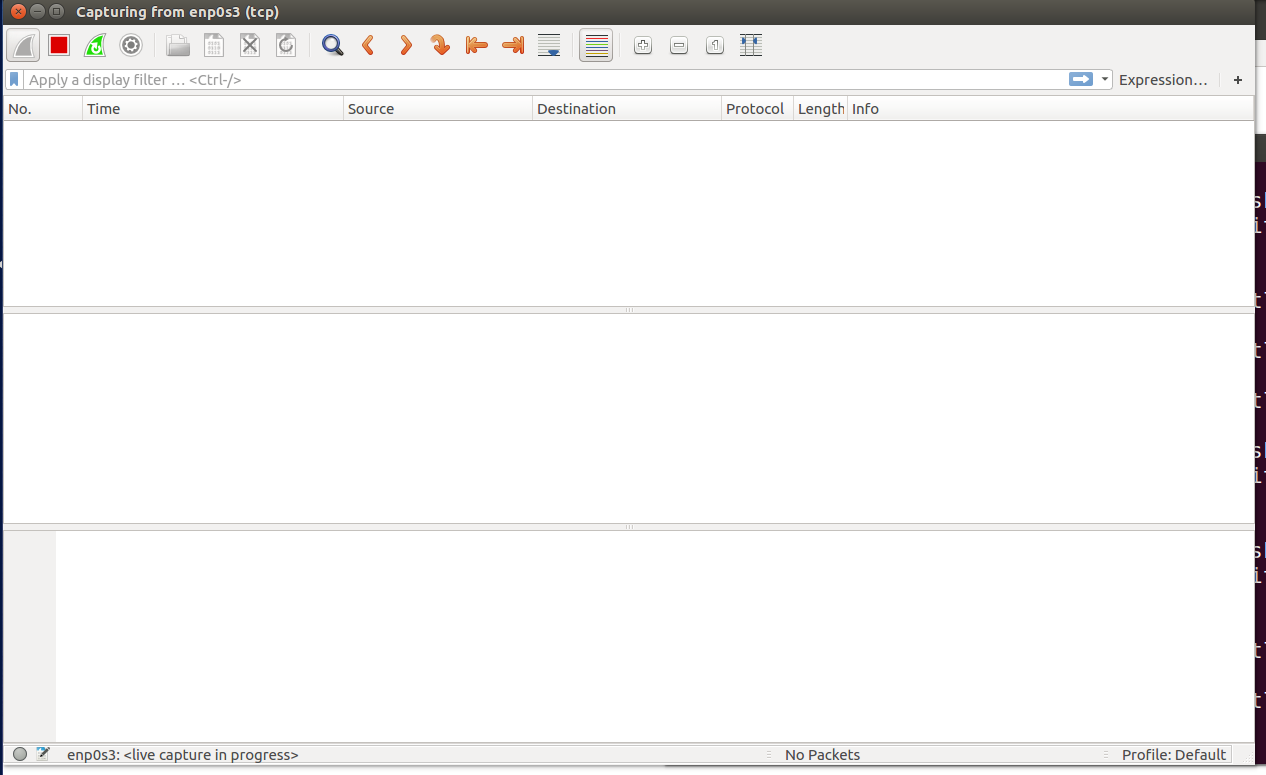 Capturing from enp0s3 (tcp)
Apply a display filter … <Ctrl-/> Expression… +
No. Time Source Destination Protocol Length Info
enp0s3: <live capture in progress> No Packets Profile: Default